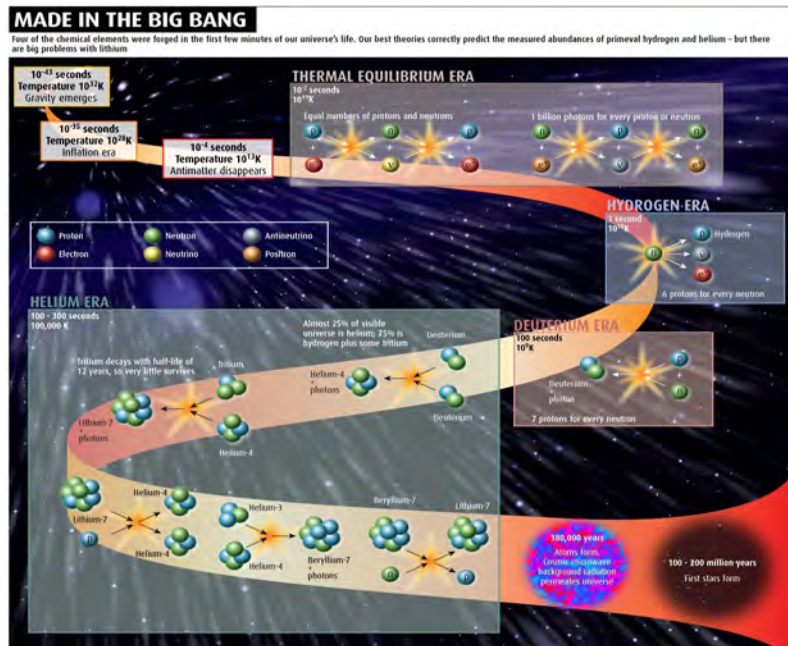 MADE IN THE BIG BANG
Four of the chemical elements were forged in the first few minutes of our universe's life. Our best theories correctly predict the measured abundances of primeval hydrogen and helium – but there
are big problems with lithium
10⁻⁴³ seconds
Temperature 10³²K
Gravity emerges
10⁻³⁵ seconds
Temperature 10²⁸K
Inflation era
10⁻⁴ seconds
Temperature 10¹³K
Antimatter disappears
THERMAL EQUILIBRIUM ERA
10⁻² seconds
Equal numbers of protons and neutrons
1 billion photons for every proton or neutron
p
n
p
n
p
n
+
+
+
+
+
+
e
ν
e
e
ν
e
Proton
Neutron
Antineutrino
Electron
Neutrino
Positron
HYDROGEN ERA
1 second
10¹⁰K
n
p
Hydrogen
ν
e
6 protons for every neutron
DEUTERIUM ERA
100 seconds
10⁹K
Deuterium
+ photon
p
+
n
7 protons for every neutron
HELIUM ERA
100 - 300 seconds
100,000 K
Almost 25% of visible
universe is helium; 75% is
hydrogen plus some tritium
Deuterium
Helium-4
+
photons
Deuterium
Tritium decays with half-life of
12 years, so very little survives
Tritium
Lithium-7
+
photons
Helium-4
Lithium-7
p
Helium-4
Helium-4
Helium-3
Helium-4
Beryllium-7
+
photons
Beryllium-7
n
Lithium-7
p
380,000 years
Atoms form.
Cosmic microwave
background radiation
permeates universe
100 - 200 million years
First stars form